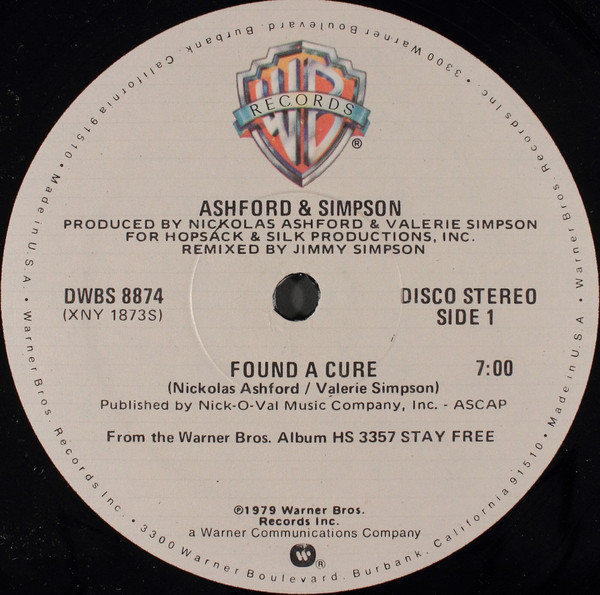 WB
RECORDS
®
ASHFORD & SIMPSON
PRODUCED BY NICKOLAS ASHFORD & VALERIE SIMPSON
FOR HOPSACK & SILK PRODUCTIONS, INC.
REMIXED BY JIMMY SIMPSON
DWBS 8874
(XNY 1873S)
DISCO STEREO
SIDE 1
FOUND A CURE 7:00
(Nickolas Ashford / Valerie Simpson)
Published by Nick-O-Val Music Company, Inc. - ASCAP
From the Warner Bros. Album HS 3357 STAY FREE
℗1979 Warner Bros.
Records Inc.
a Warner Communications Company
®
Made in U.S.A. • Warner Bros. Records Inc. • 3300 Warner Boulevard, Burbank, California 91510 • Made in U.S.A. • Warner Bros. Records Inc. • 3300 Warner Boulevard, Burbank, California 91510 •